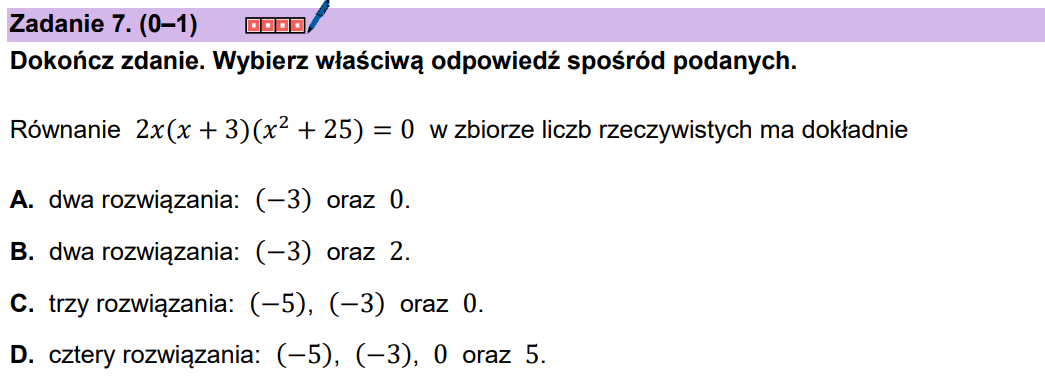 Zadanie 7. (0–1)
Dokończ zdanie. Wybierz właściwą odpowiedź spośród podanych.
Równanie 2x(x + 3)(x² + 25) = 0 w zbiorze liczb rzeczywistych ma dokładnie
A. dwa rozwiązania: (−3) oraz 0.
B. dwa rozwiązania: (−3) oraz 2.
C. trzy rozwiązania: (−5), (−3) oraz 0.
D. cztery rozwiązania: (−5), (−3), 0 oraz 5.